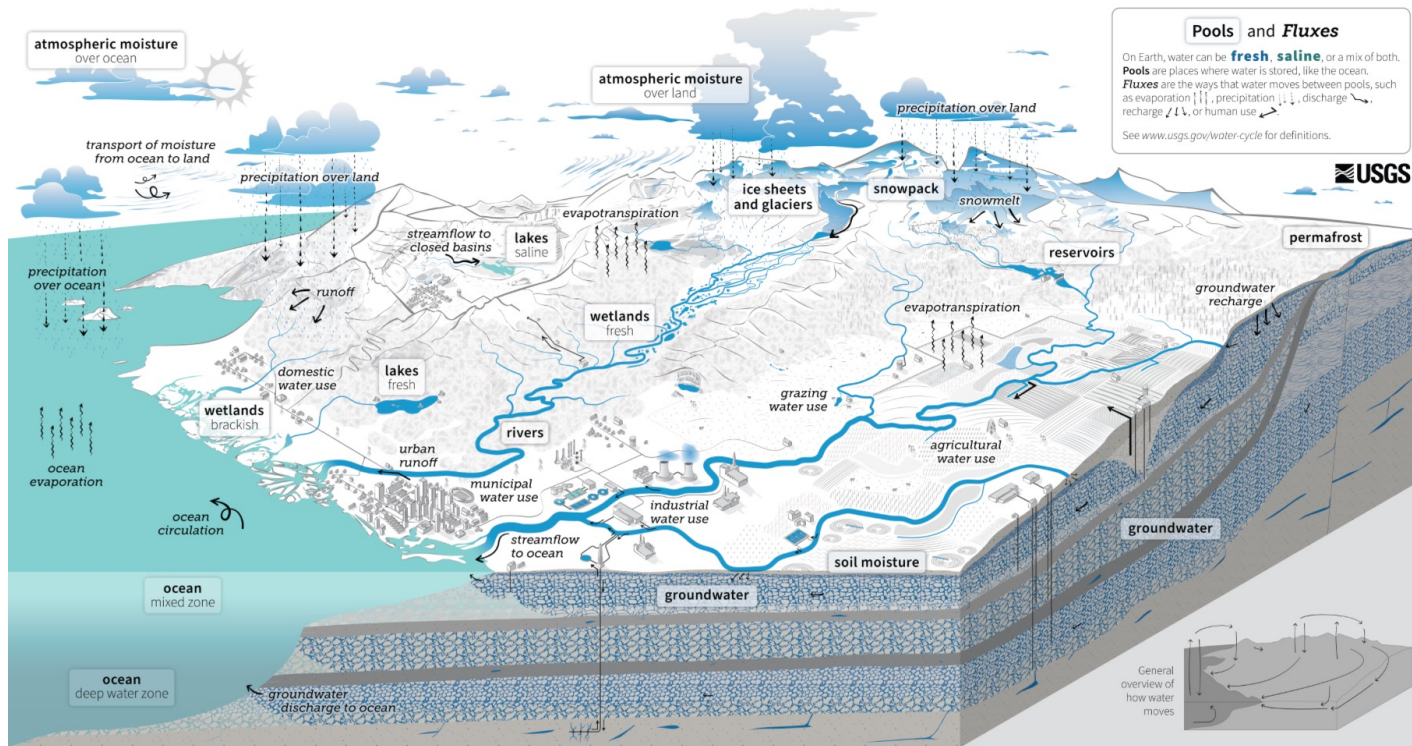 atmospheric moisture
over ocean
atmospheric moisture
over land
Pools and Fluxes
On Earth, water can be fresh, saline, or a mix of both.
Pools are places where water is stored, like the ocean.
Fluxes are the ways that water moves between pools, such
as evaporation, precipitation, discharge,
recharge, or human use.
See www.usgs.gov/water-cycle for definitions.
USGS
transport of moisture
from ocean to land
precipitation over land
precipitation over land
ice sheets
and glaciers
snowpack
snowmelt
evapotranspiration
streamflow to
closed basins
lakes
saline
reservoirs
permafrost
precipitation
over ocean
runoff
groundwater
recharge
wetlands
fresh
evapotranspiration
domestic
water use
lakes
fresh
grazing
water use
wetlands
brackish
rivers
agricultural
water use
ocean
evaporation
urban
runoff
municipal
water use
industrial
water use
ocean
circulation
streamflow
to ocean
groundwater
soil moisture
ocean
mixed zone
groundwater
ocean
deep water zone
groundwater
discharge to ocean
General
overview of
how water
moves